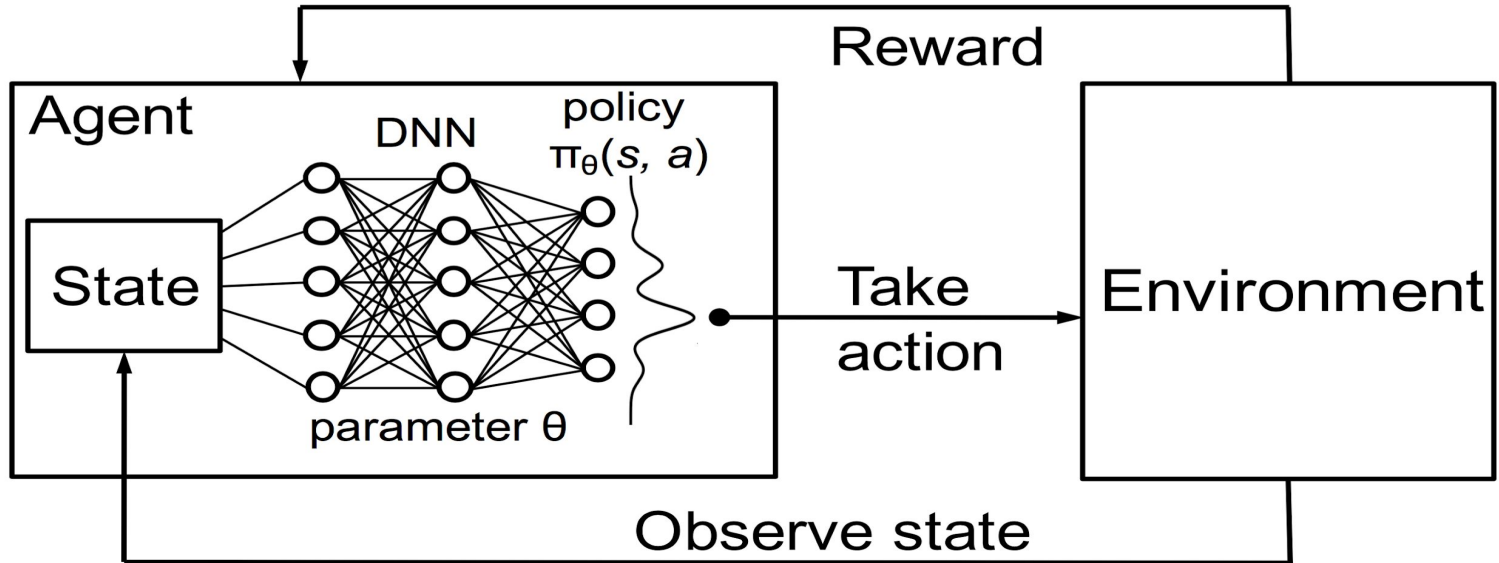 Reward
Agent
policy
DNN
πθ(s, a)
State
Take
action
Environment
parameter θ
Observe state